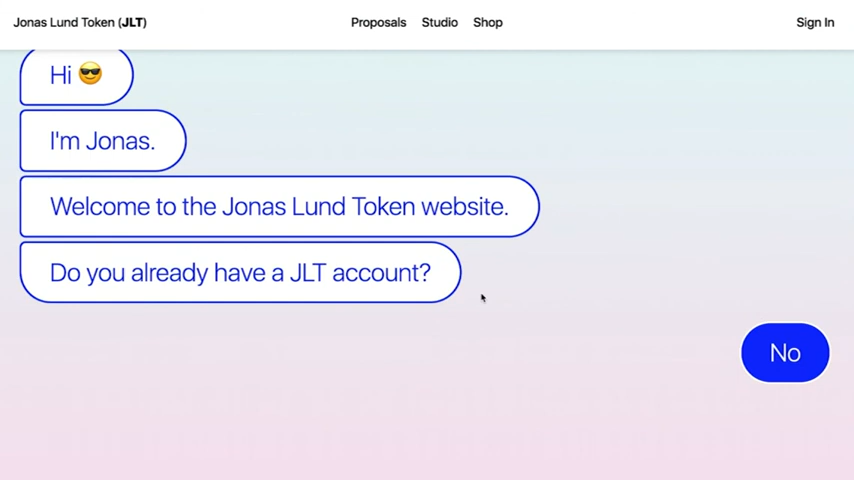 Jonas Lund Token (JLT) Proposals Studio Shop Sign In
Hi 😎
I'm Jonas.
Welcome to the Jonas Lund Token website.
Do you already have a JLT account?
No